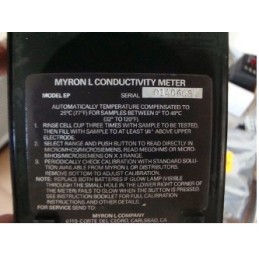 MYRON L CONDUCTIVITY METER
MODEL EP SERIAL
AUTOMATICALLY TEMPERATURE COMPENSATED TO
25°C (77°F) FOR SAMPLES BETWEEN 0° TO 49°C
(32° TO 120°F).
1. RINSE CELL CUP THREE TIMES WITH SAMPLE TO BE TESTED,
THEN FILL WITH SAMPLE TO AT LEAST ¼" ABOVE UPPER
ELECTRODE.
2. SELECT RANGE AND PUSH BUTTON TO READ DIRECTLY IN
MICROMHOS/MICROSIEMENS. READ MEGOHMS OR MICRO-
MHOS/MICROSIEMENS ON X.1 RANGE.
3. PERIODICALLY CHECK CALIBRATION WITH STANDARD SOLU-
TION AVAILABLE FROM MYRON L OR DISTRIBUTORS.
REMOVE BOTTOM TO ADJUST CALIBRATION.
NOTE: REPLACE BOTH BATTERIES IF GLOW LAMP (VISIBLE
THROUGH THE SMALL HOLE IN THE LOWER RIGHT CORNER OF
THE METER) FAILS TO GLOW WHEN THE BUTTON IS PRESSED.
SEE INSTRUCTION BOOKLET FOR FULL CALIBRATION
INSTRUCTIONS AND OTHER DETAILS.
FOR SERVICE SEND TO:
MYRON L COMPANY
CORTE DEL CEDRO, CARLSBAD, CA